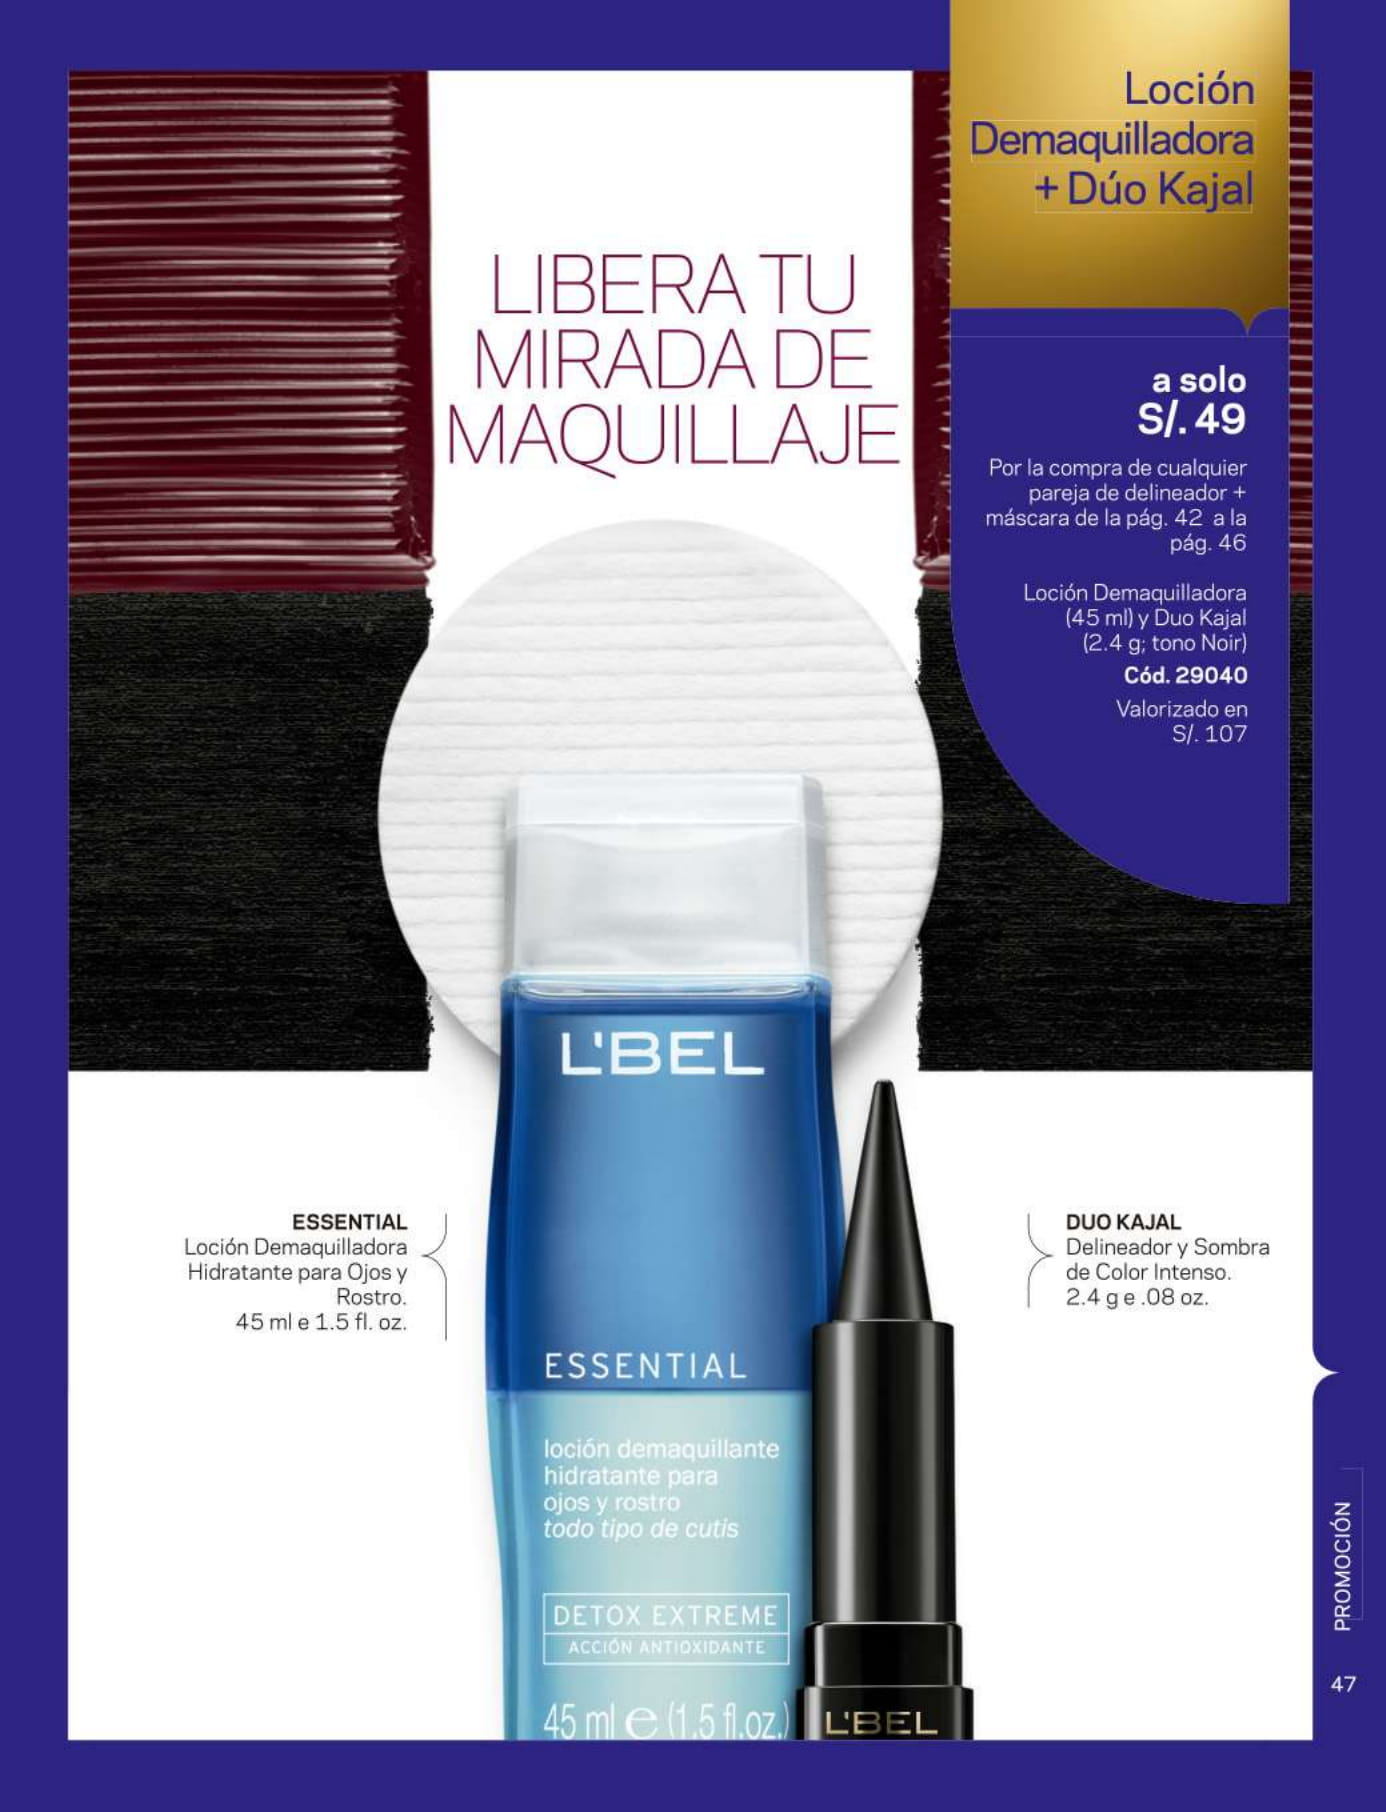 Loción
Demaquilladora
+ Dúo Kajal
LIBERA TU
MIRADA DE
MAQUILLAJE
a solo
S/. 49
Por la compra de cualquier
pareja de delineador +
máscara de la pág. 42 a la
pág. 46
Loción Demaquilladora
(45 ml) y Duo Kajal
(2.4 g; tono Noir)
Cód. 29040
Valorizado en
S/. 107
L'BEL
ESSENTIAL
loción demaquillante
hidratante para
ojos y rostro
todo tipo de cutis
DETOX EXTREME
ACCIÓN ANTIOXIDANTE
45 ml e (1.5 fl.oz.)
L'BEL
ESSENTIAL
Loción Demaquilladora
Hidratante para Ojos y
Rostro.
45 ml e 1.5 fl. oz.
DUO KAJAL
Delineador y Sombra
de Color Intenso.
2.4 g e .08 oz.
PROMOCIÓN
47